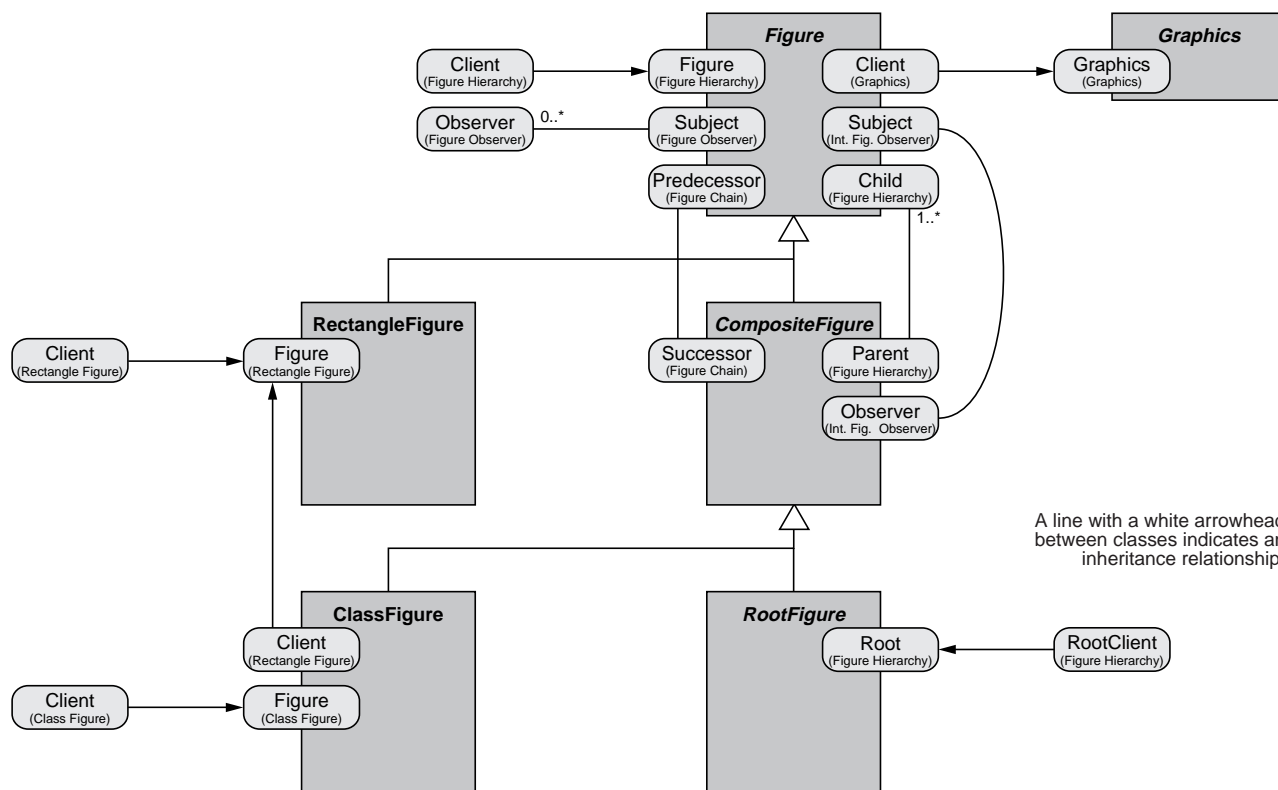 Figure
Graphics
Client
(Figure Hierarchy)
Figure
(Figure Hierarchy)
Client
(Graphics)
Graphics
(Graphics)
Observer
(Figure Observer)
0..*
Subject
(Figure Observer)
Subject
(Int. Fig. Observer)
Predecessor
(Figure Chain)
Child
(Figure Hierarchy)
1..*
RectangleFigure
CompositeFigure
Client
(Rectangle Figure)
Figure
(Rectangle Figure)
Successor
(Figure Chain)
Parent
(Figure Hierarchy)
Observer
(Int. Fig. Observer)
A line with a white arrowhead
between classes indicates an
inheritance relationship
ClassFigure
RootFigure
Client
(Rectangle Figure)
Root
(Figure Hierarchy)
RootClient
(Figure Hierarchy)
Client
(Class Figure)
Figure
(Class Figure)